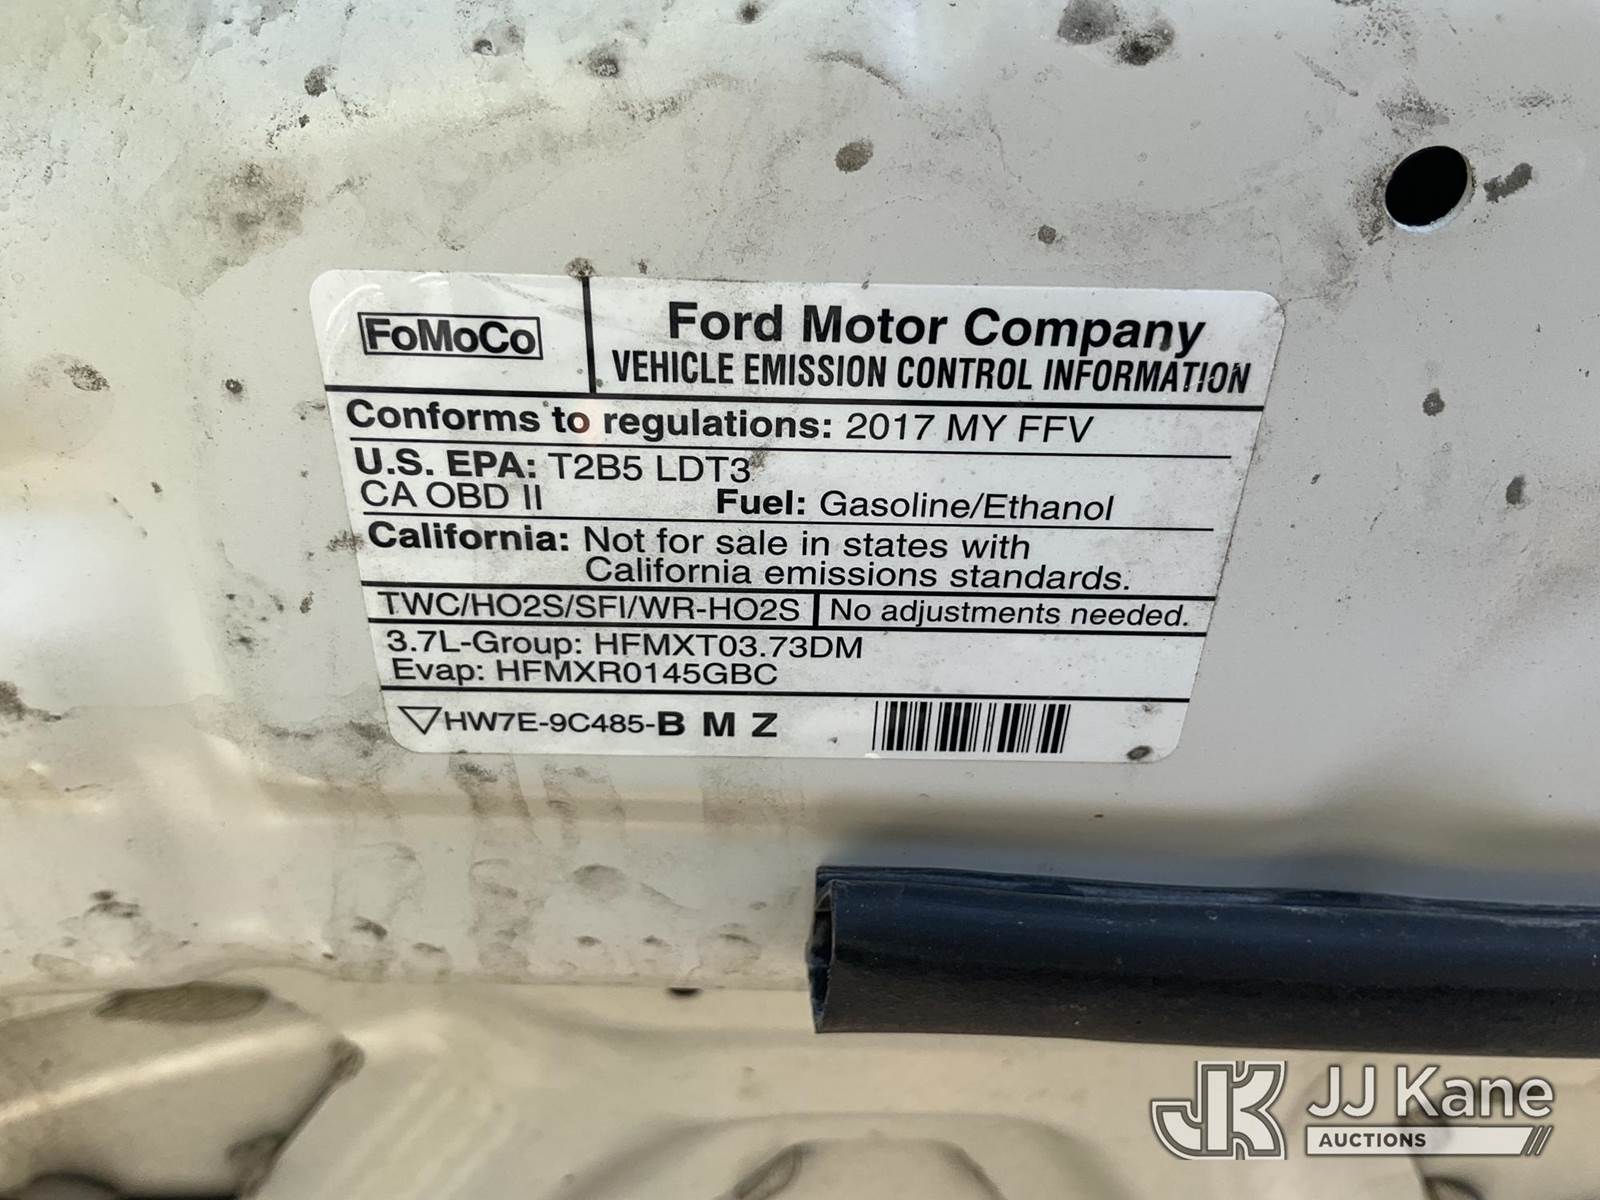 FoMoCo
Ford Motor Company
VEHICLE EMISSION CONTROL INFORMATION
Conforms to regulations: 2017 MY FFV
U.S. EPA: T2B5 LDT3
CA OBD II Fuel: Gasoline/Ethanol
California: Not for sale in states with
California emissions standards.
TWC/HO2S/SFI/WR-HO2S No adjustments needed.
3.7L-Group: HFMXT03.73DM
Evap: HFMXR0145GBC
HW7E-9C485-B M Z
JK JJ Kane
AUCTIONS